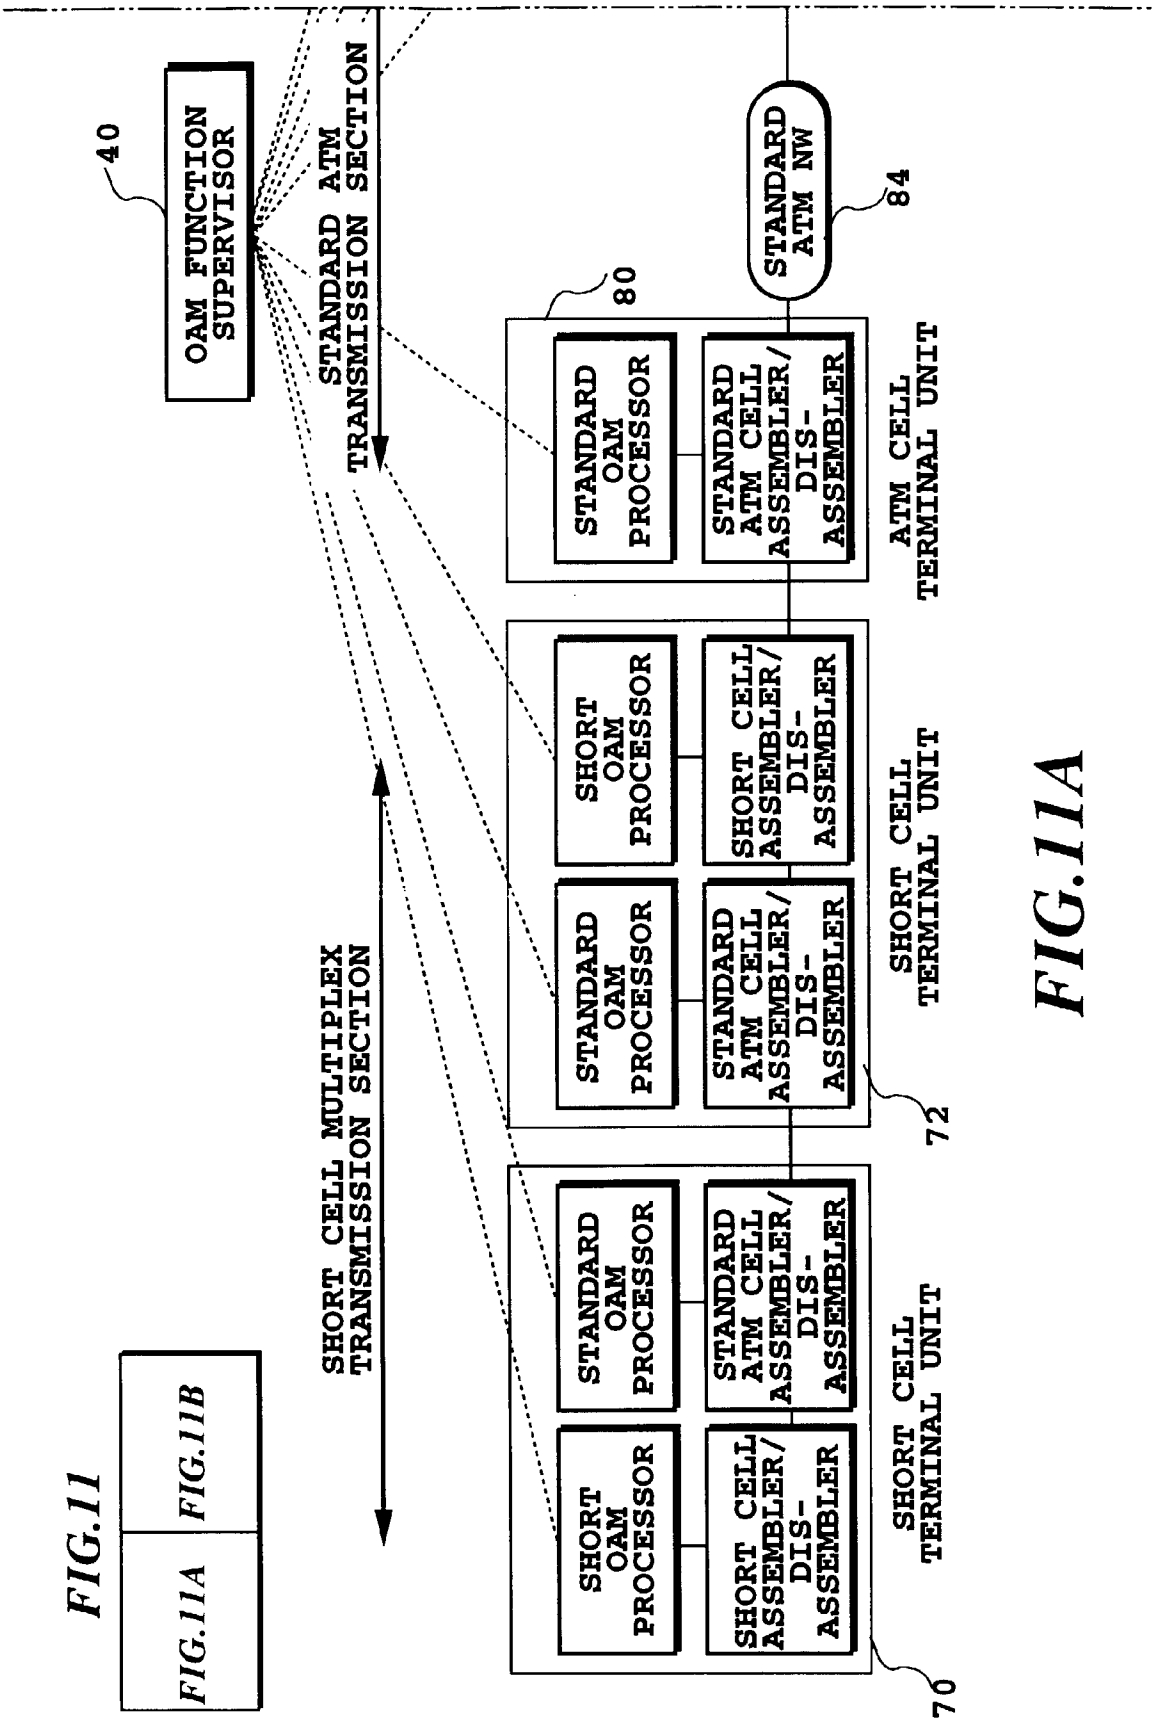 FIG.11
FIG.11A
FIG.11B
40
OAM FUNCTION
SUPERVISOR
SHORT CELL MULTIPLEX
TRANSMISSION SECTION
STANDARD ATM
TRANSMISSION SECTION
SHORT
OAM
PROCESSOR
STANDARD
OAM
PROCESSOR
STANDARD
OAM
PROCESSOR
SHORT
OAM
PROCESSOR
STANDARD
OAM
PROCESSOR
80
SHORT CELL
ASSEMBLER/
DIS-
ASSEMBLER
STANDARD
ATM CELL
ASSEMBLER/
DIS-
ASSEMBLER
STANDARD
ATM CELL
ASSEMBLER/
DIS-
ASSEMBLER
SHORT CELL
ASSEMBLER/
DIS-
ASSEMBLER
STANDARD
ATM CELL
ASSEMBLER/
DIS-
ASSEMBLER
STANDARD
ATM NW
84
70
SHORT CELL
TERMINAL UNIT
72
SHORT CELL
TERMINAL UNIT
ATM CELL
TERMINAL UNIT
FIG.11A